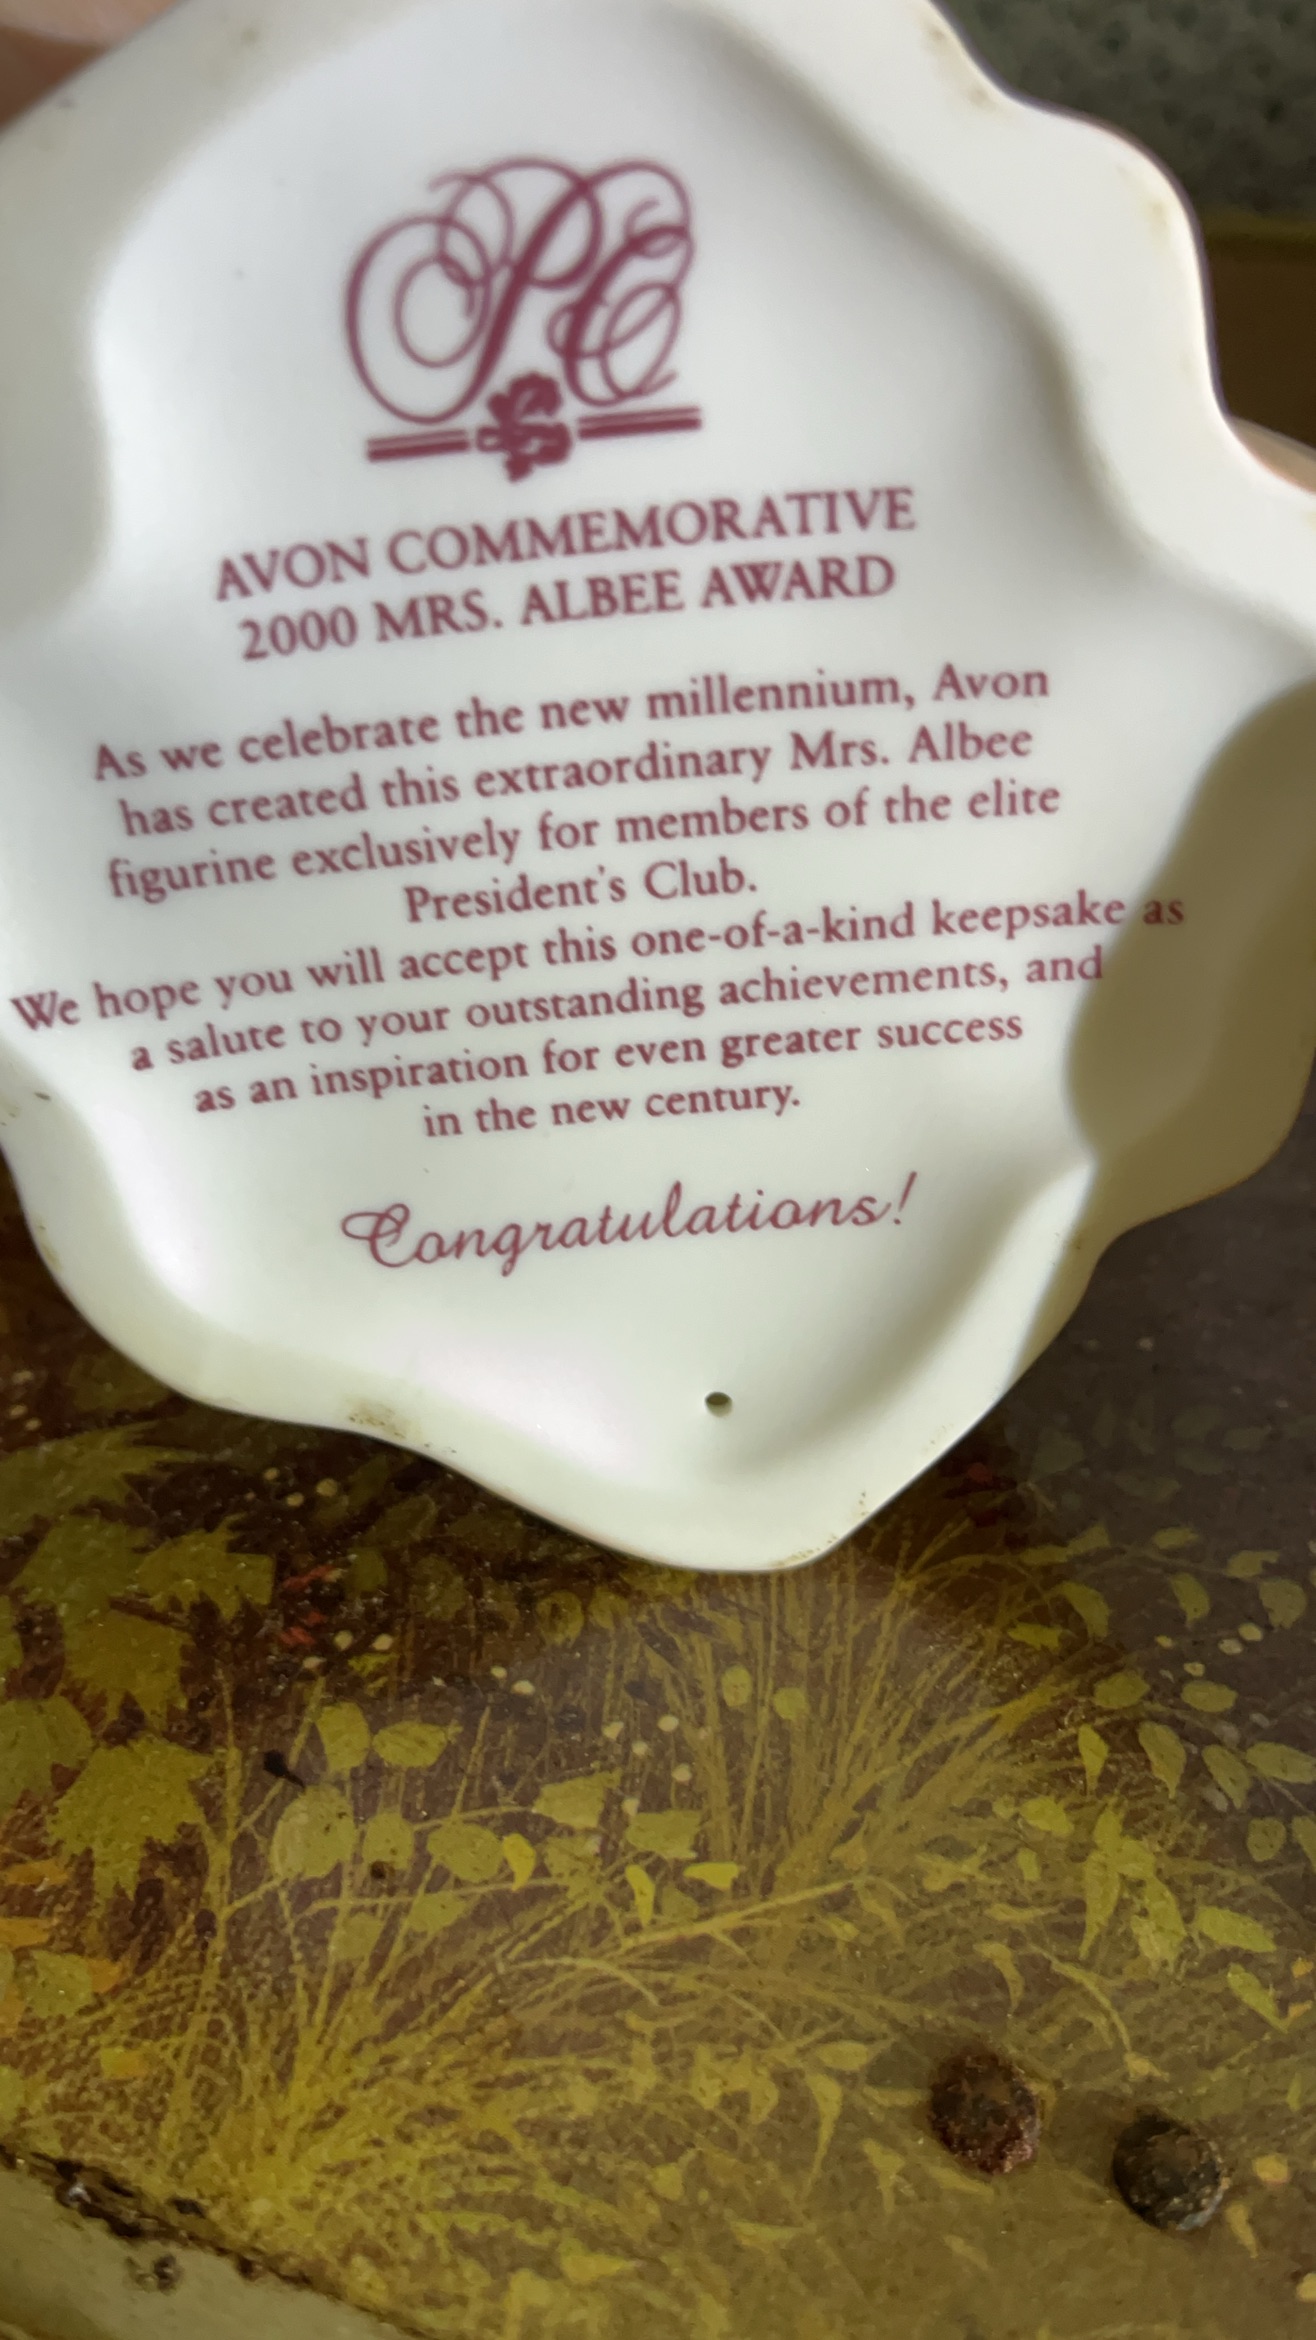 PC
AVON COMMEMORATIVE
2000 MRS. ALBEE AWARD
As we celebrate the new millennium, Avon
has created this extraordinary Mrs. Albee
figurine exclusively for members of the elite
President's Club.
We hope you will accept this one-of-a-kind keepsake as
a salute to your outstanding achievements, and
as an inspiration for even greater success
in the new century.
Congratulations!